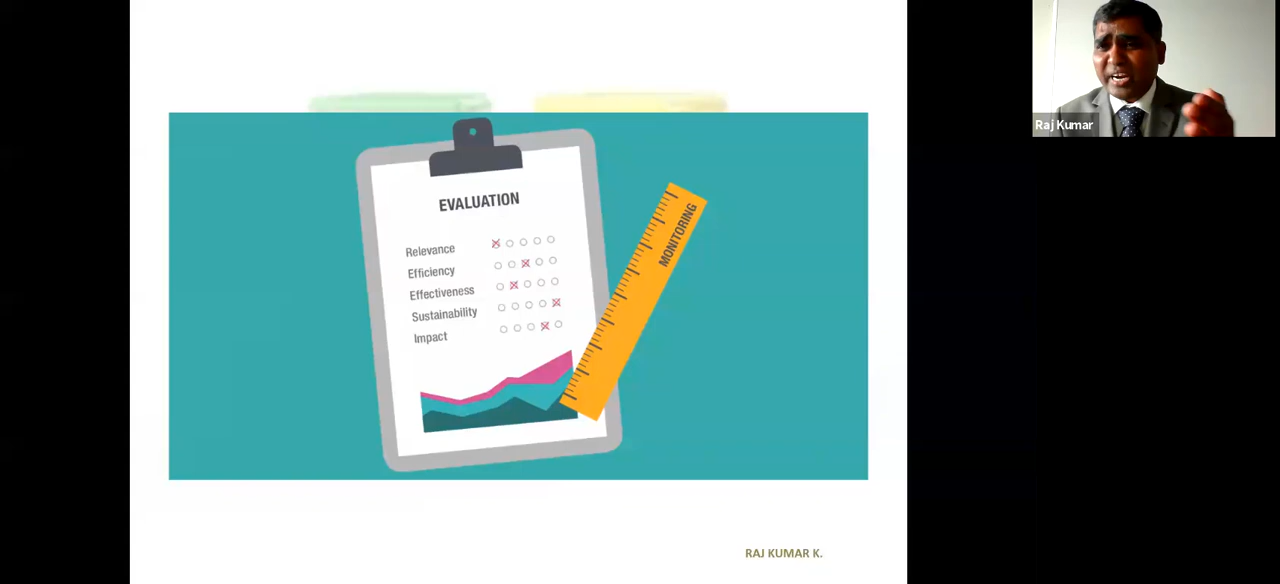 Raj Kumar
EVALUATION
Relevance
Efficiency
Effectiveness
Sustainability
Impact
MONITORING
RAJ KUMAR K.